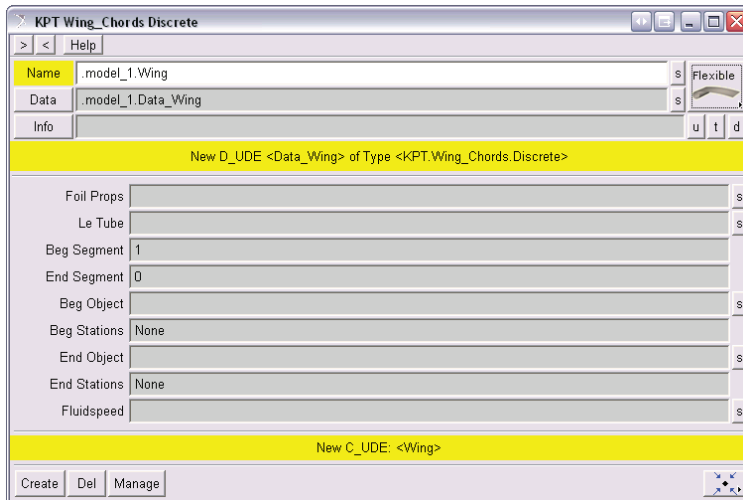 KPT Wing_Chords Discrete
> < Help
Name .model_1.Wing s Flexible
Data .model_1.Data_Wing s
Info u t d
New D_UDE <Data_Wing> of Type <KPT.Wing_Chords.Discrete>
Foil Props s
Le Tube s
Beg Segment 1
End Segment 0
Beg Object s
Beg Stations None
End Object s
End Stations None
Fluidspeed s
New C_UDE: <Wing>
Create Del Manage